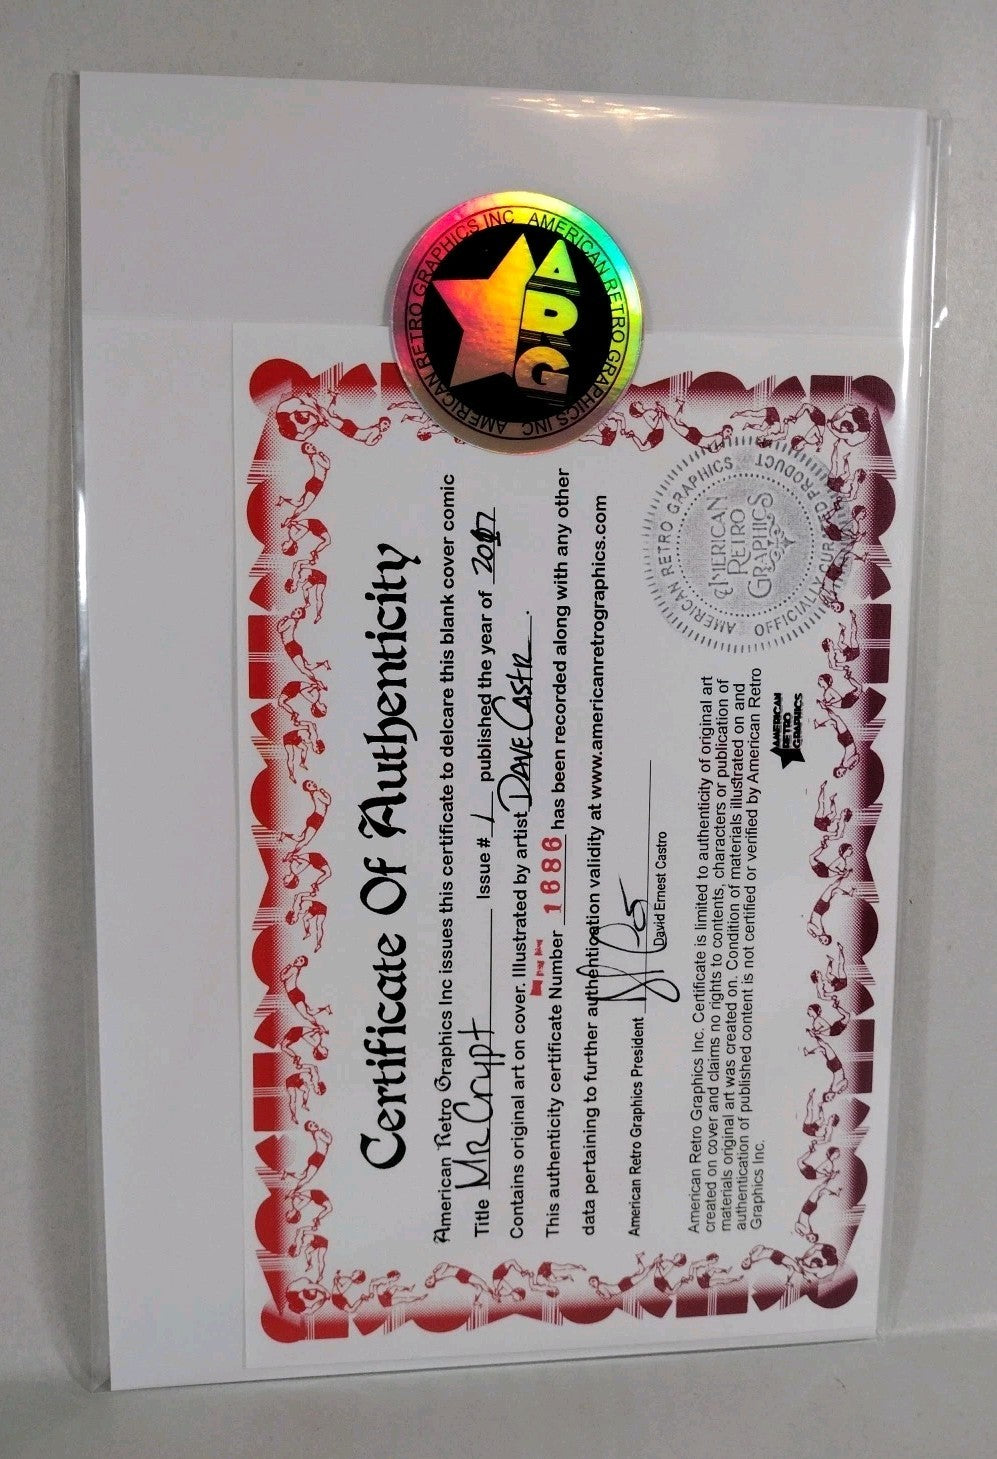 AMERICAN RETRO GRAPHICS INC AMERICAN RETRO GRAPHICS INC
ARG
Certificate Of Authenticity
American Retro Graphics Inc issues this certificate to delcare this blank cover comic
Title Mr Crypt Issue # 1 published the year of 2017
Contains original art on cover. Illustrated by artist Dave Castr.
This authenticity certificate Number 1686 has been recorded along with any other
data pertaining to further authentication validity at www.americanretrographics.com
American Retro Graphics President
David Ernest Castro
American Retro Graphics Inc. Certificate is limited to authenticity of original art
created on cover and claims no rights to contents, characters or publication of
materials original art was created on. Condition of materials illustrated on and
authentication of published content is not certified or verified by American Retro
Graphics Inc.
AMERICAN
RETRO
GRAPHICS
AMERICAN RETRO GRAPHICS
OFFICIALLY PRODUCT
AMERICAN
RETRO
GRAPHICS